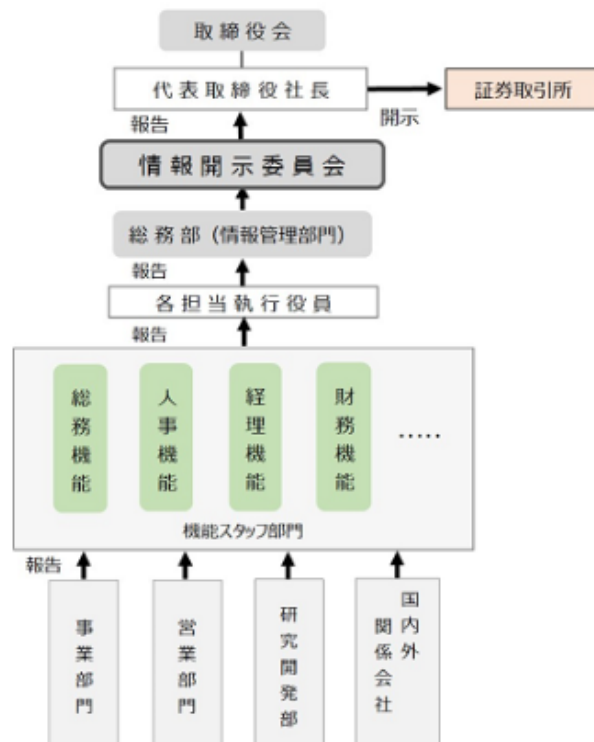 取締役会
代表取締役社長
証券取引所
報告
開示
情報開示委員会
総務部（情報管理部門）
報告
各担当執行役員
報告
総務機能
人事機能
経理機能
財務機能
‥‥‥
機能スタッフ部門
報告
事業部門
営業部門
研究開発部
国内外
関係会社